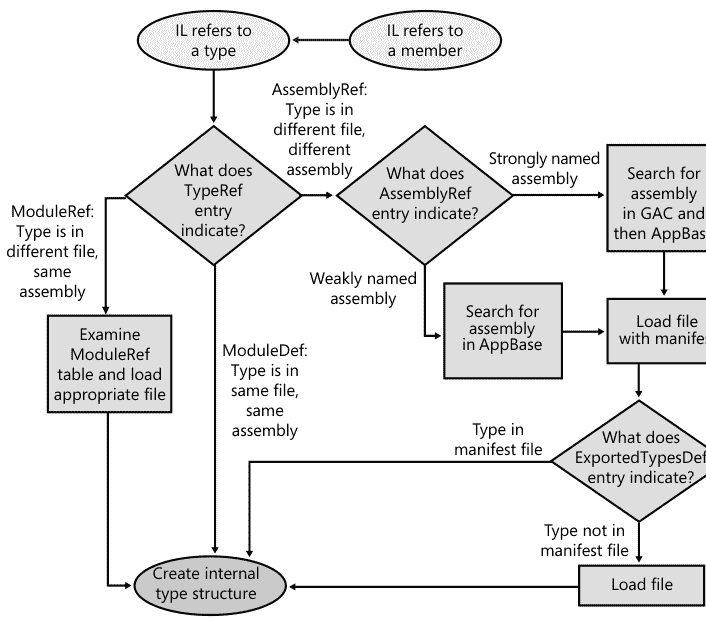 IL refers to
a type
IL refers to
a member
AssemblyRef:
Type is in
different file,
different
assembly
What does
TypeRef
entry
indicate?
What does
AssemblyRef
entry indicate?
Strongly named
assembly
Search for
assembly
in GAC and
then AppBas
ModuleRef:
Type is in
different file,
same
assembly
Weakly named
assembly
Search for
assembly
in AppBase
Load file
with manifes
Examine
ModuleRef
table and load
appropriate file
ModuleDef:
Type is in
same file,
same
assembly
Type in
manifest file
What does
ExportedTypesDef
entry indicate?
Type not in
manifest file
Create internal
type structure
Load file